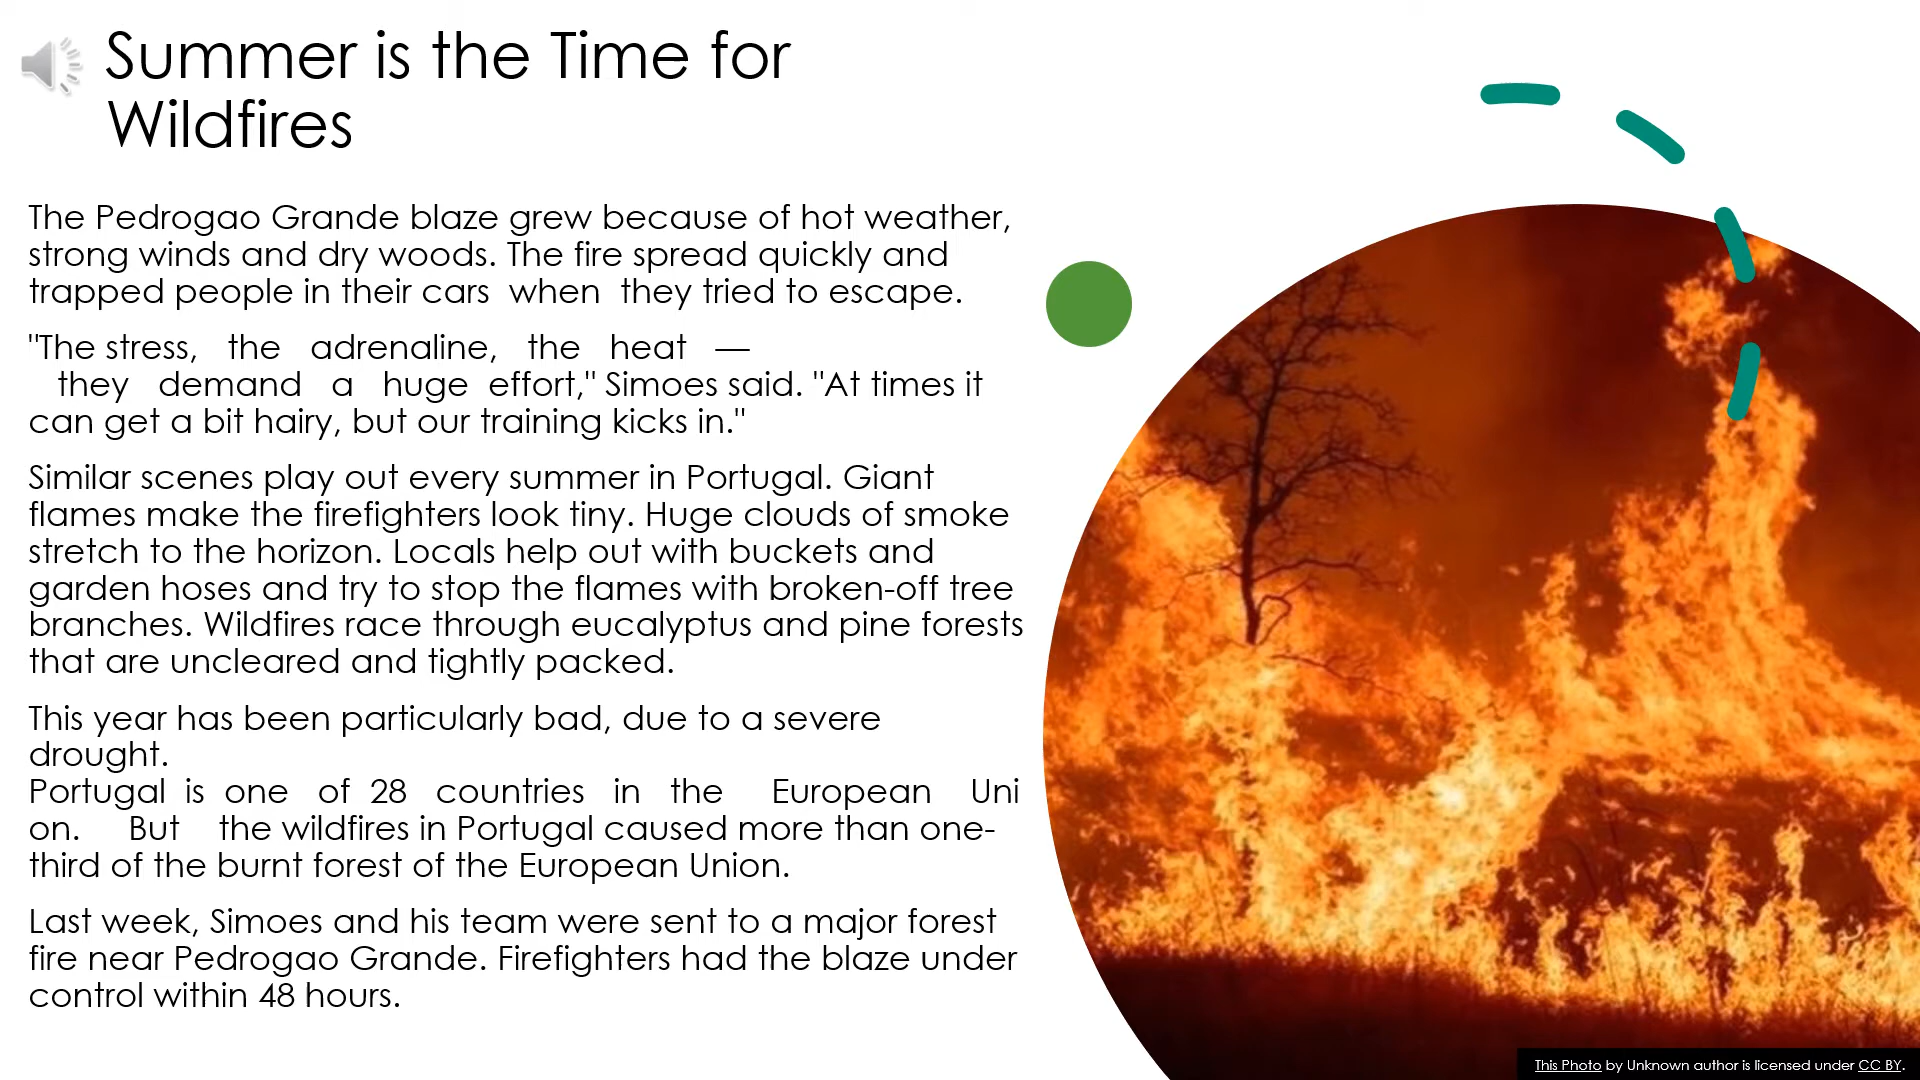 Summer is the Time for
Wildfires
The Pedrogao Grande blaze grew because of hot weather,
strong winds and dry woods. The fire spread quickly and
trapped people in their cars when they tried to escape.
"The stress, the adrenaline, the heat —
they demand a huge effort," Simoes said. "At times it
can get a bit hairy, but our training kicks in."
Similar scenes play out every summer in Portugal. Giant
flames make the firefighters look tiny. Huge clouds of smoke
stretch to the horizon. Locals help out with buckets and
garden hoses and try to stop the flames with broken-off tree
branches. Wildfires race through eucalyptus and pine forests
that are uncleared and tightly packed.
This year has been particularly bad, due to a severe
drought.
Portugal is one of 28 countries in the European Uni
on. But the wildfires in Portugal caused more than one-
third of the burnt forest of the European Union.
Last week, Simoes and his team were sent to a major forest
fire near Pedrogao Grande. Firefighters had the blaze under
control within 48 hours.
This Photo by Unknown author is licensed under CC BY.